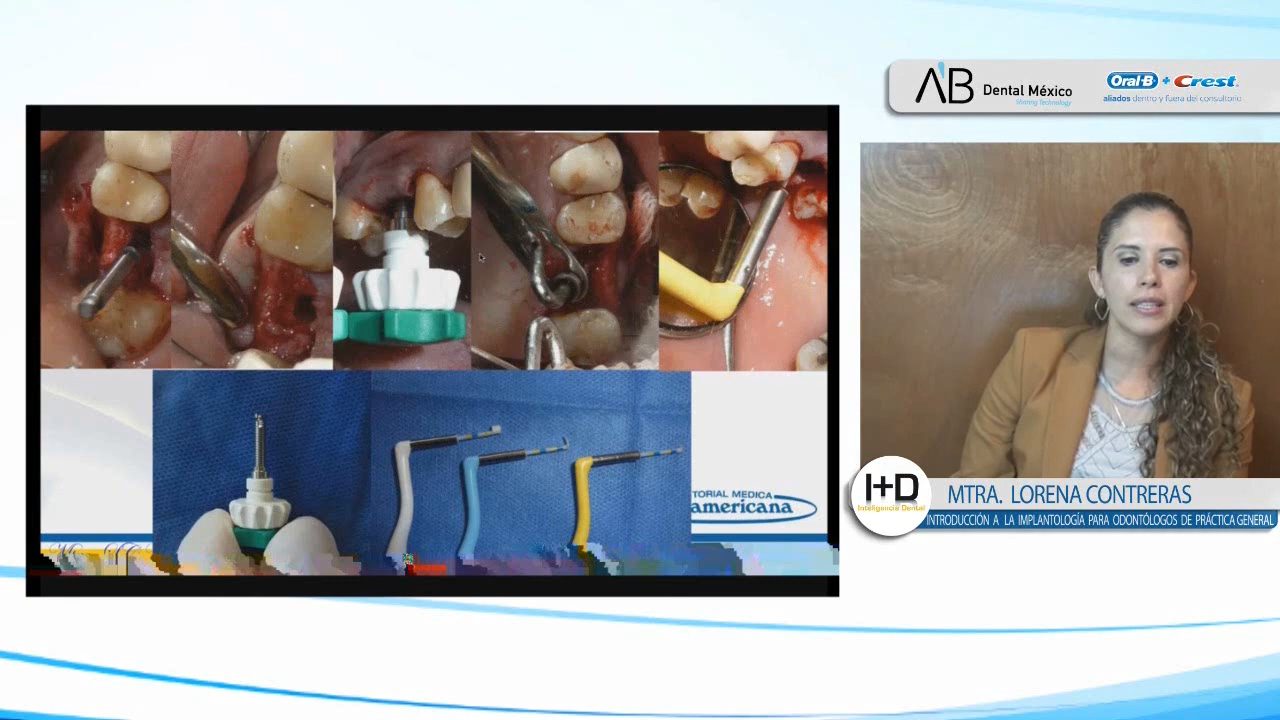 AB
Dental México
Sharing Technology
Oral-B + Crest
aliados dentro y fuera del consultorio
TORIAL MEDICA
americana
I+D
Inteligencia Dental
MTRA. LORENA CONTRERAS
INTRODUCCIÓN A LA IMPLANTOLOGÍA PARA ODONTÓLOGOS DE PRÁCTICA GENERAL